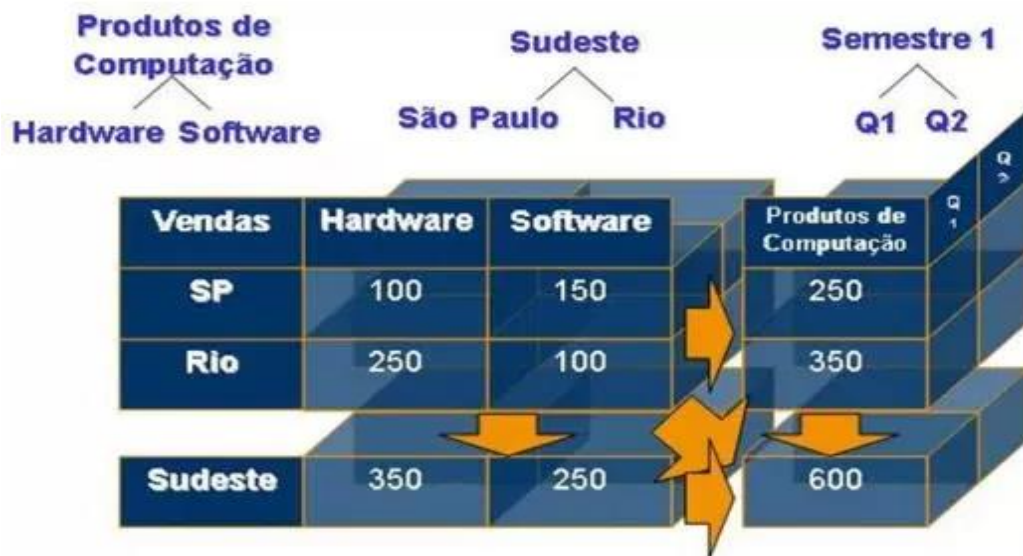 Produtos de
Computação
Hardware Software
Sudeste
São Paulo Rio
Semestre 1
Q1 Q2
Vendas Hardware Software
SP 100 150
Rio 250 100
Sudeste 350 250
Produtos de
Computação
250
350
600
Q
1
Q